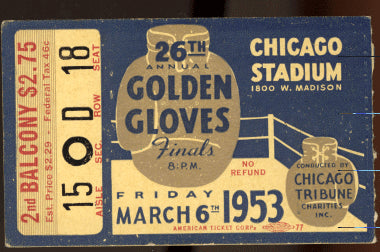 2nd BALCONY $2.75
Est. Price $2.29 - Federal Tax 46c
15 O D 18
AISLE SEC. ROW SEAT
26TH
ANNUAL
GOLDEN
GLOVES
Finals
8:P.M.
CHICAGO
STADIUM
1800 W. MADISON
NO
REFUND
CONDUCTED BY
CHICAGO
TRIBUNE
CHARITIES
INC.
FRIDAY
MARCH 6TH 1953
AMERICAN TICKET CORP.
77